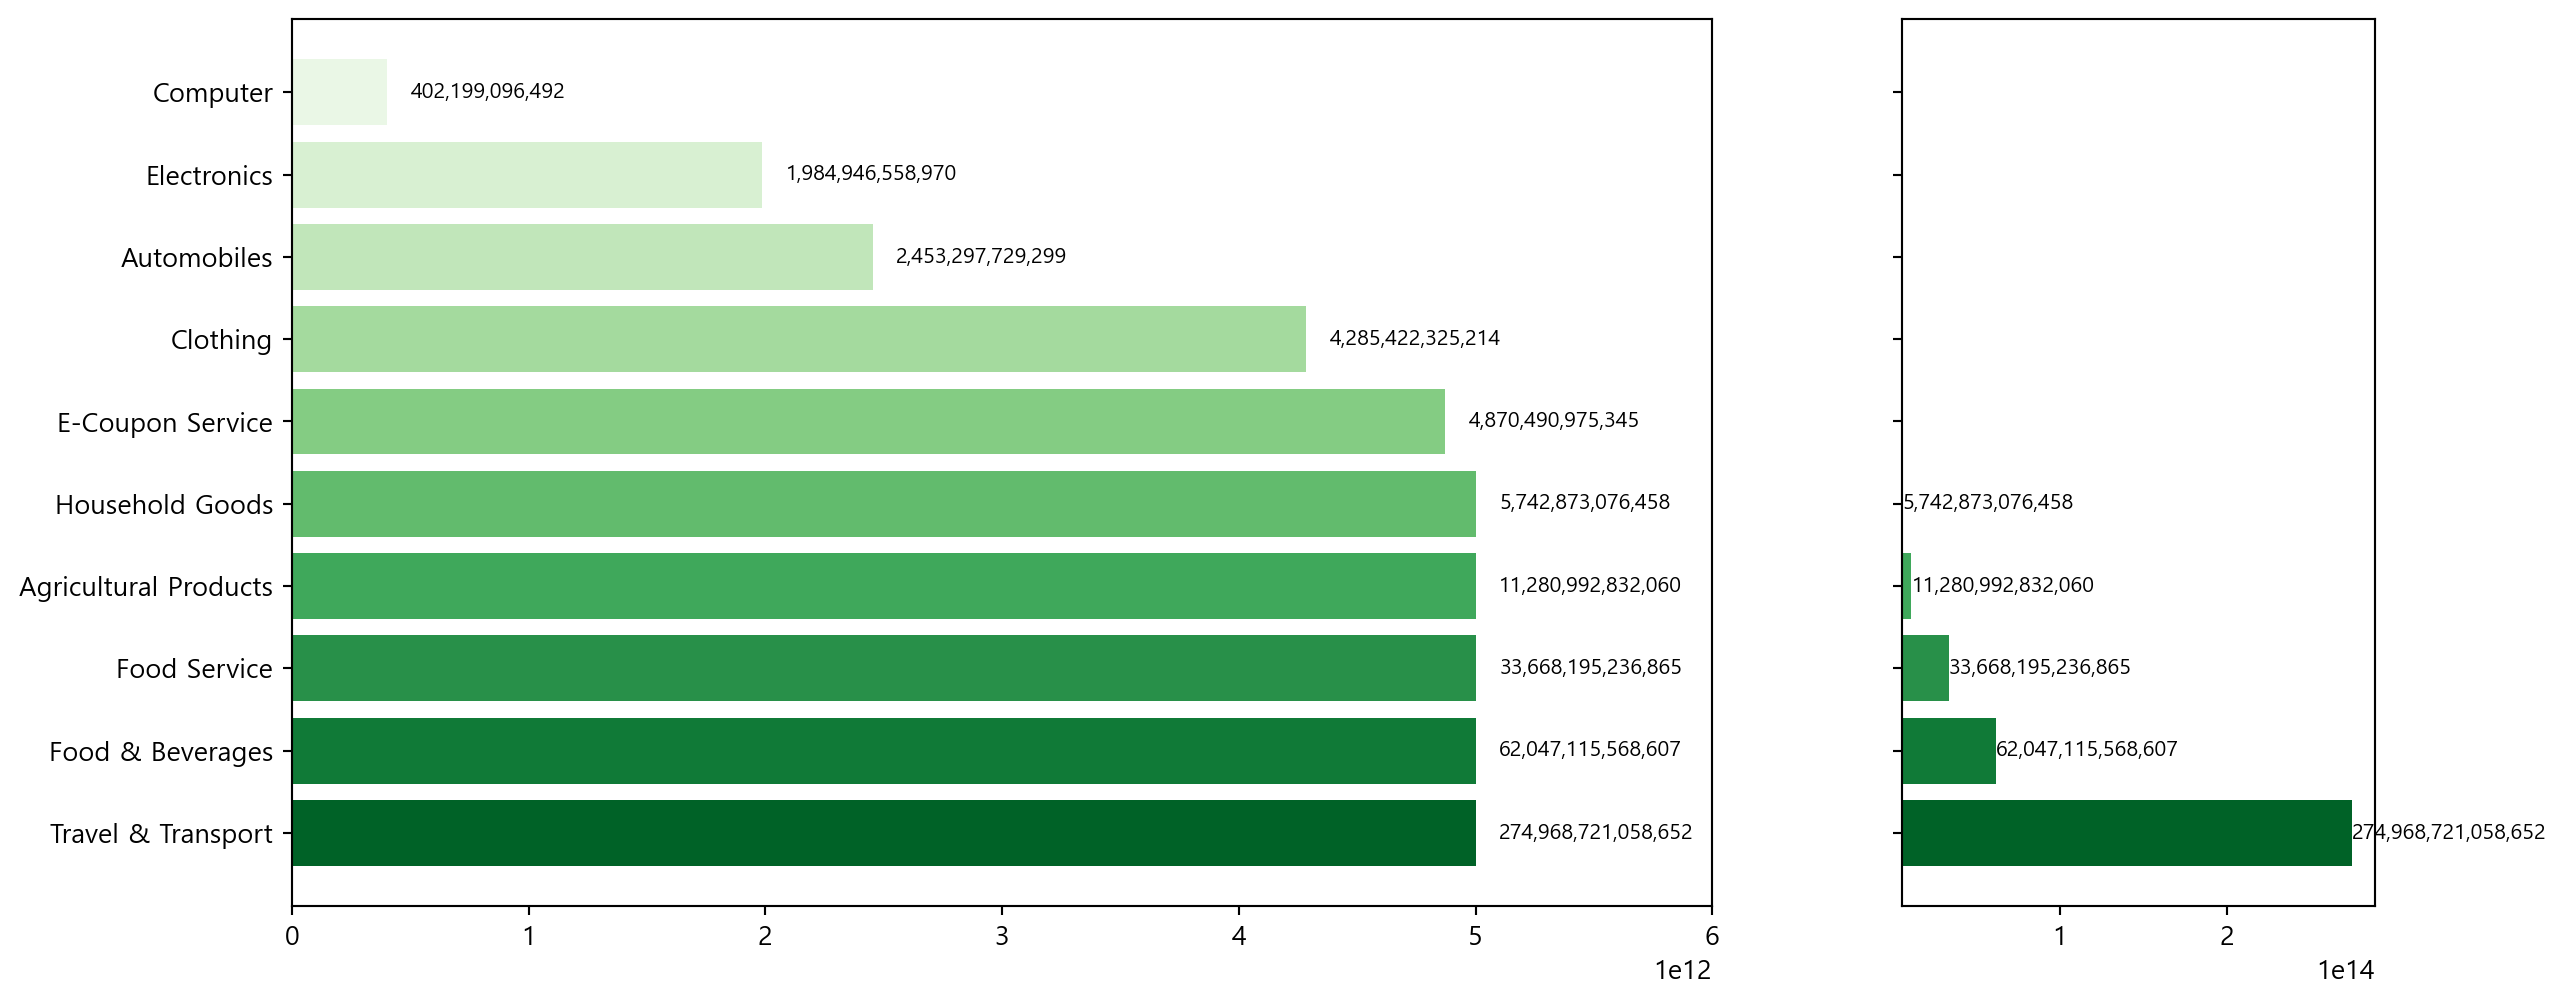 Computer 402,199,096,492
Electronics 1,984,946,558,970
Automobiles 2,453,297,729,299
Clothing 4,285,422,325,214
E-Coupon Service 4,870,490,975,345
Household Goods 5,742,873,076,458 5,742,873,076,458
Agricultural Products 11,280,992,832,060 11,280,992,832,060
Food Service 33,668,195,236,865 33,668,195,236,865
Food & Beverages 62,047,115,568,607 62,047,115,568,607
Travel & Transport 274,968,721,058,652 274,968,721,058,652
0 1 2 3 4 5 6 1 2
1e12 1e14